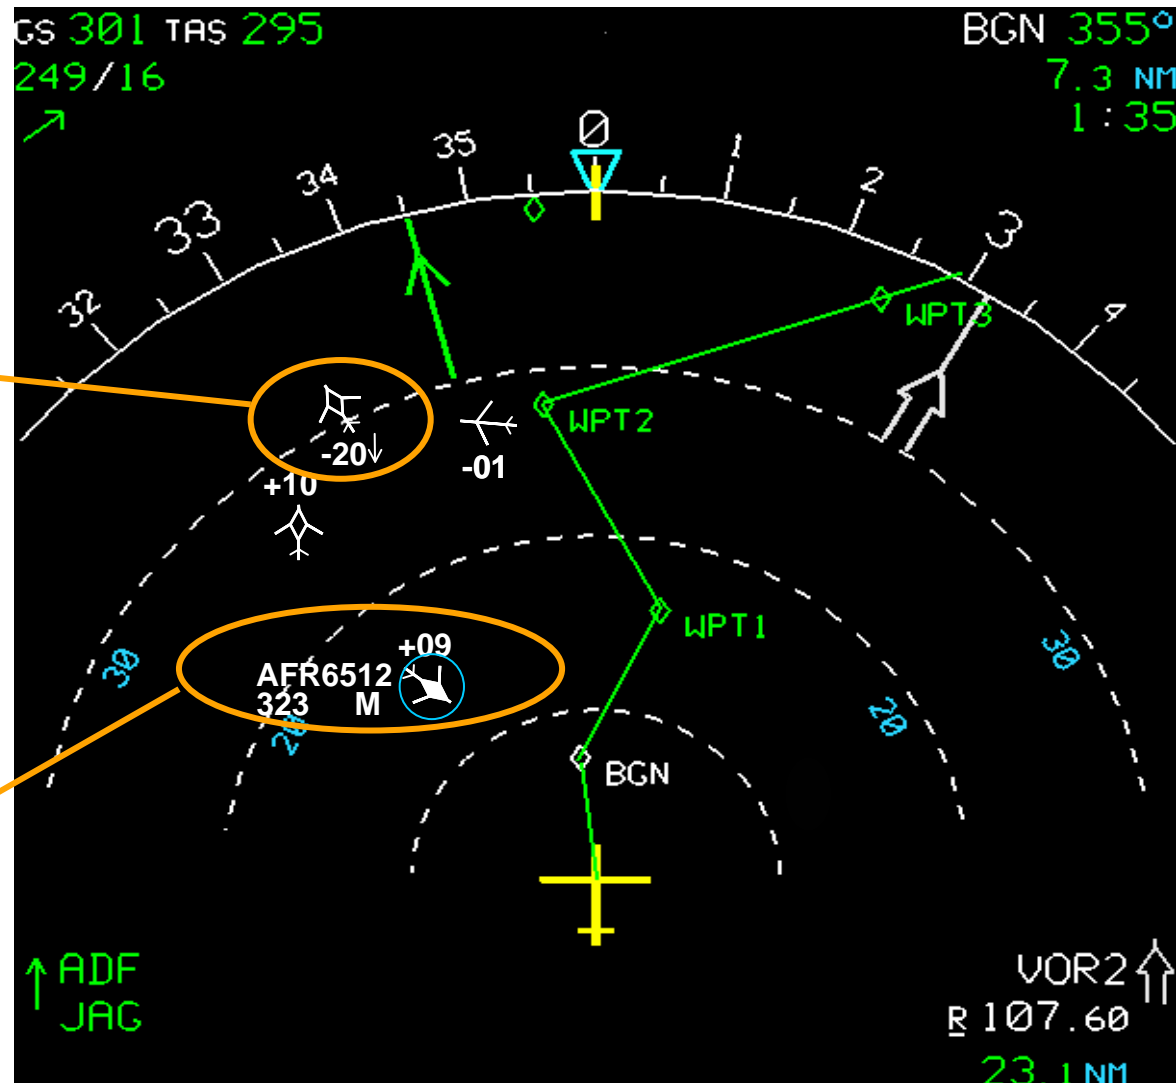 GS 301 TAS 295
BGN 355°
249/16
7.3 NM
1:35
32
33
34
35
0
1
2
3
4
WPT3
WPT2
-20↓
-01
+10
WPT1
30
30
+09
AFR6512
323 M
20
20
BGN
↑ ADF
JAG
VOR2
R 107.60
23.1 NM